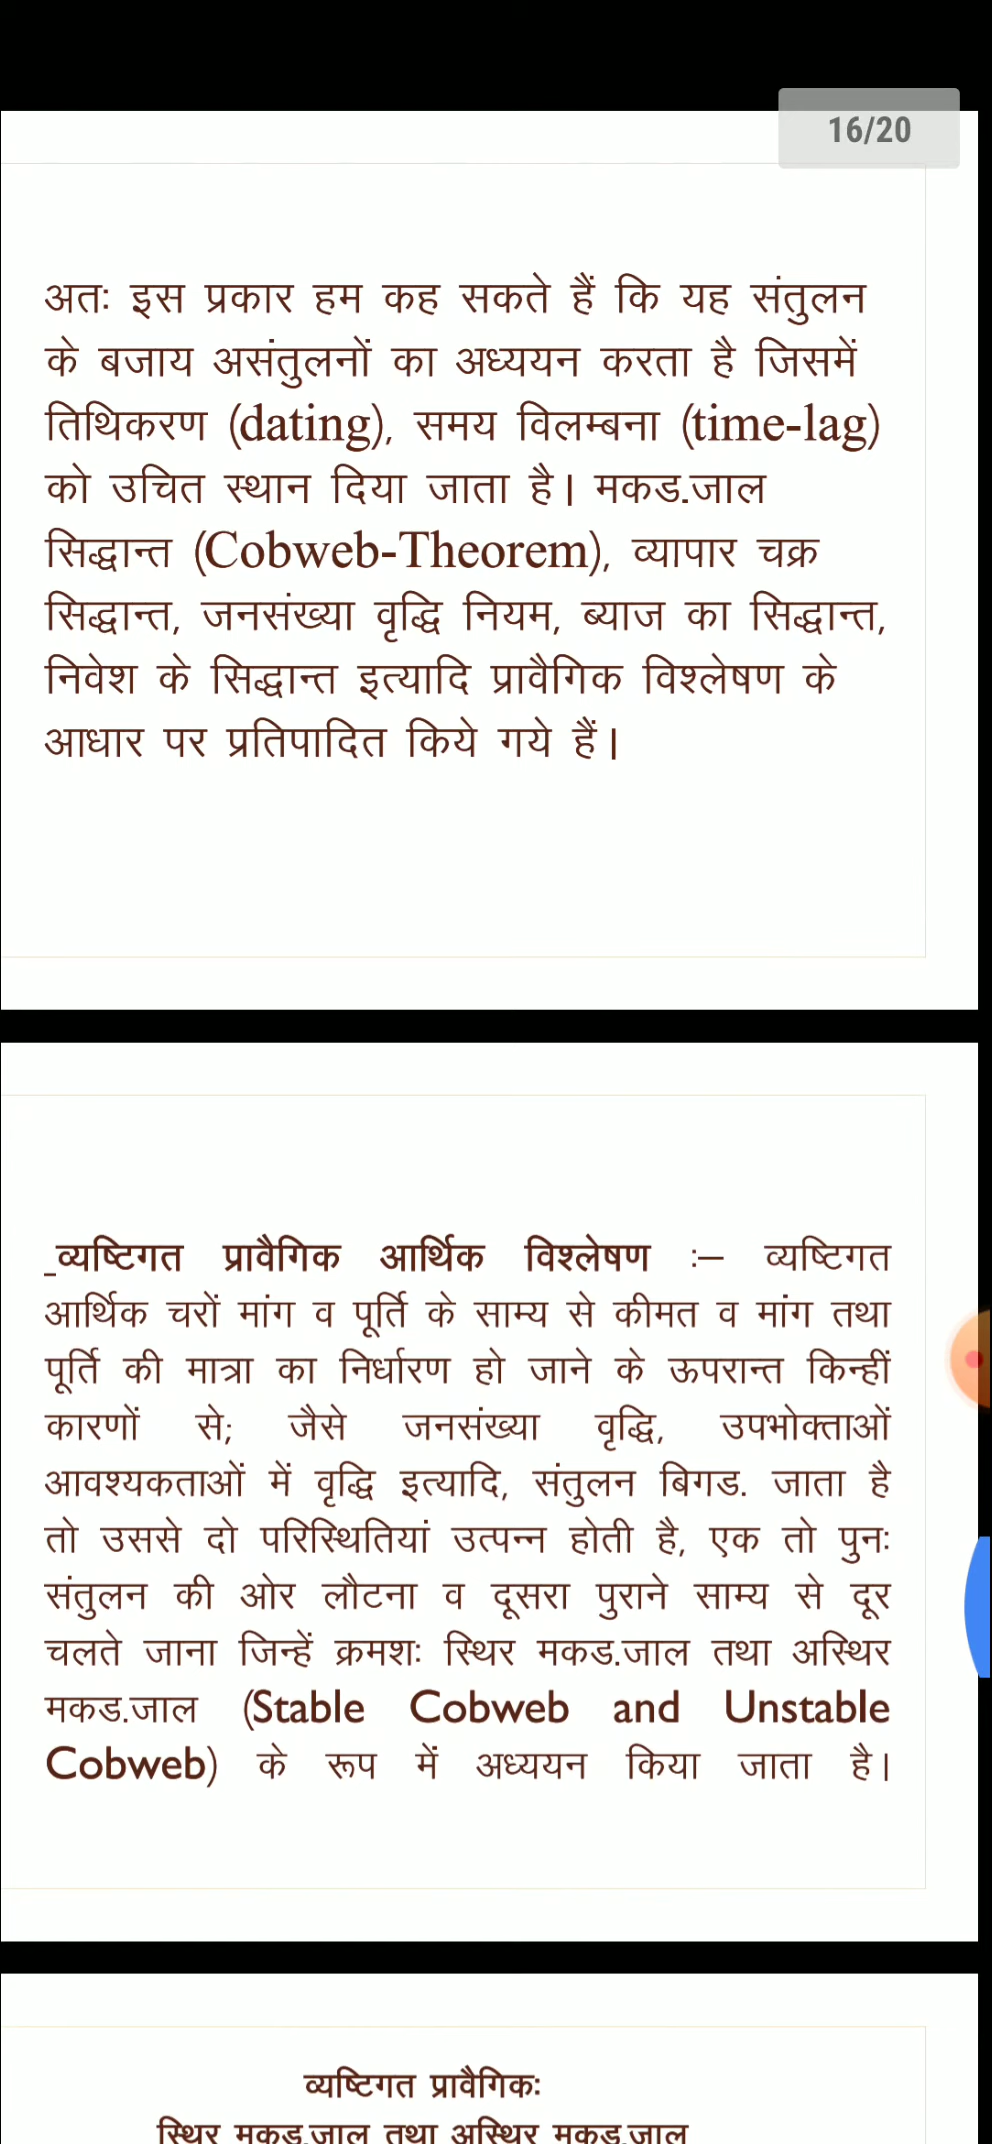 16/20
अतः इस प्रकार हम कह सकते हैं कि यह संतुलन
के बजाय असंतुलनों का अध्ययन करता है जिसमें
तिथिकरण (dating), समय विलम्बना (time-lag)
को उचित स्थान दिया जाता है। मकड.जाल
सिद्धान्त (Cobweb-Theorem), व्यापार चक्र
सिद्धान्त, जनसंख्या वृद्धि नियम, ब्याज का सिद्धान्त,
निवेश के सिद्धान्त इत्यादि प्रावैगिक विश्लेषण के
आधार पर प्रतिपादित किये गये हैं।
_व्यष्टिगत प्रावैगिक आर्थिक विश्लेषण :– व्यष्टिगत
आर्थिक चरों मांग व पूर्ति के साम्य से कीमत व मांग तथा
पूर्ति की मात्रा का निर्धारण हो जाने के ऊपरान्त किन्हीं
कारणों से; जैसे जनसंख्या वृद्धि, उपभोक्ताओं
आवश्यकताओं में वृद्धि इत्यादि, संतुलन बिगड. जाता है
तो उससे दो परिस्थितियां उत्पन्न होती है, एक तो पुनः
संतुलन की ओर लौटना व दूसरा पुराने साम्य से दूर
चलते जाना जिन्हें क्रमशः स्थिर मकड.जाल तथा अस्थिर
मकड.जाल (Stable Cobweb and Unstable
Cobweb) के रूप में अध्ययन किया जाता है।
व्यष्टिगत प्रावैगिकः
स्थिर मकड.जाल तथा अस्थिर मकड.जाल